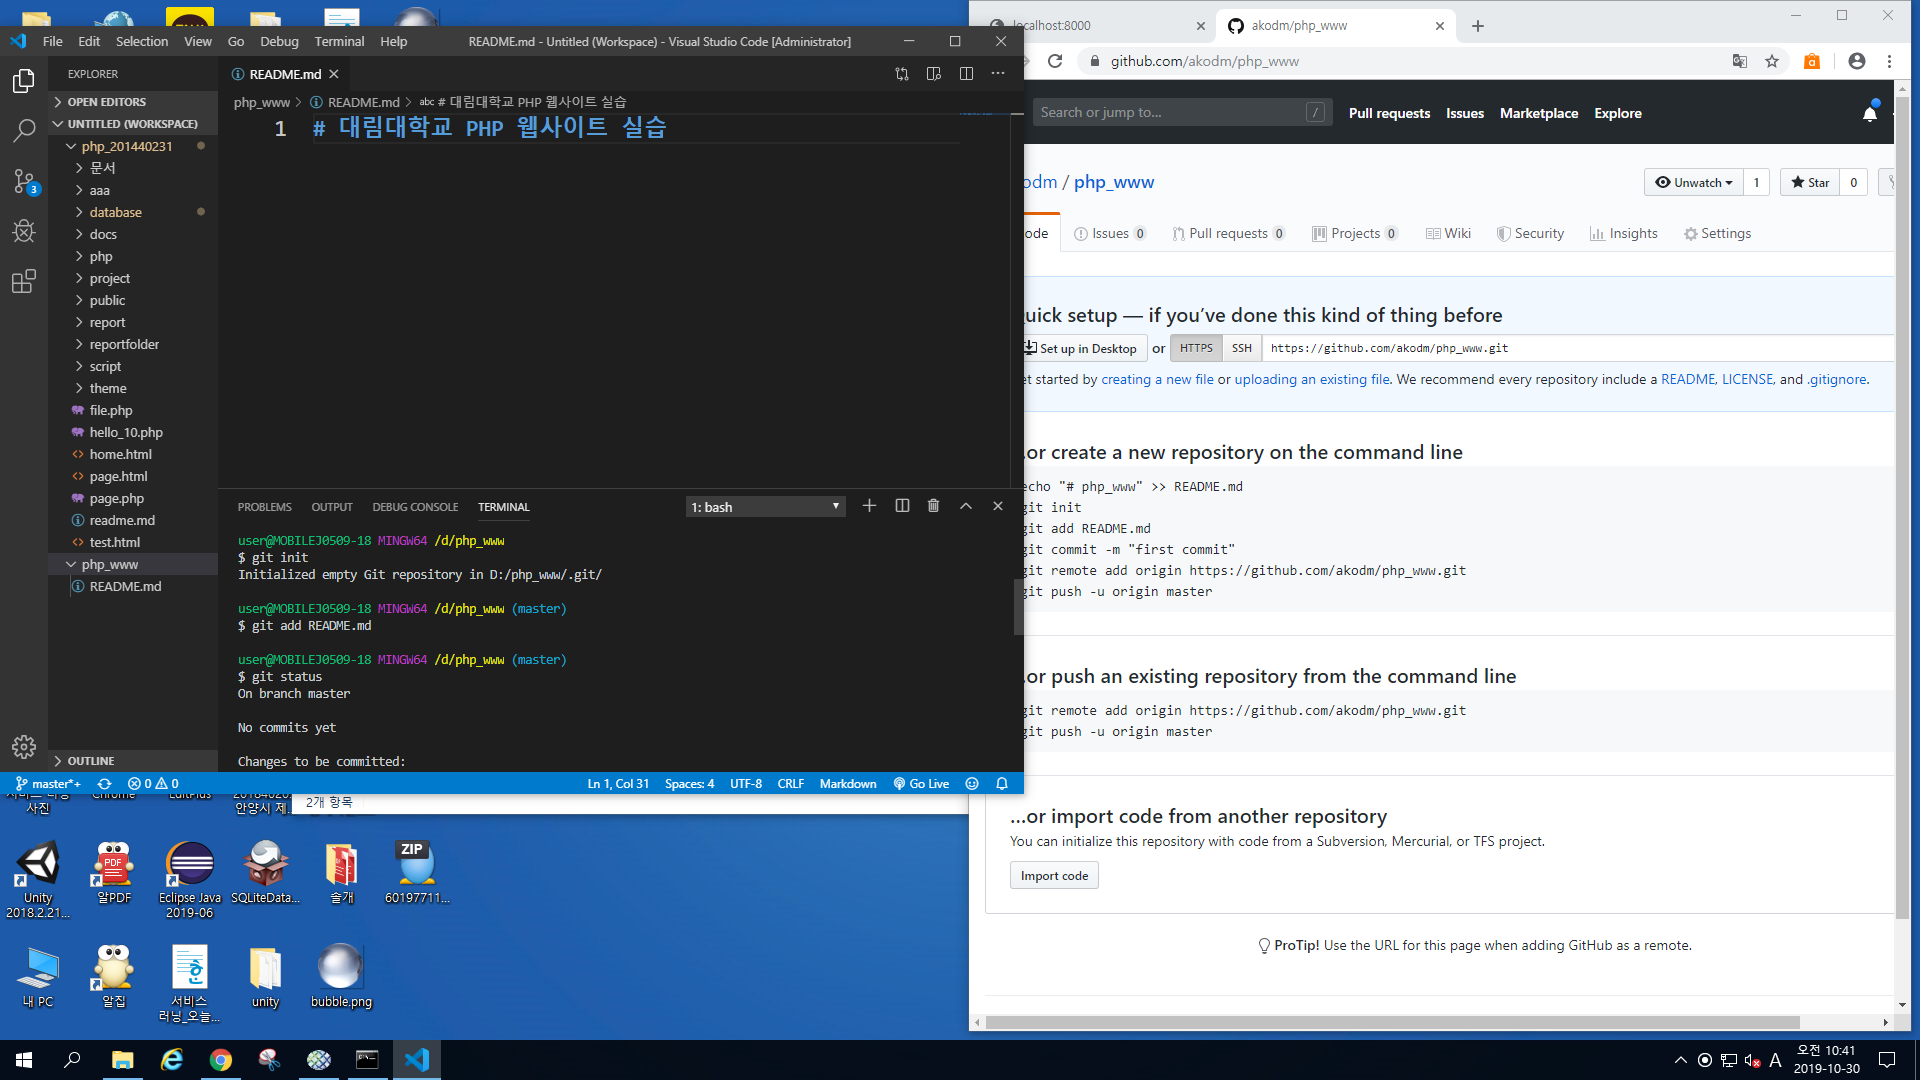 File Edit Selection View Go Debug Terminal Help
README.md - Untitled (Workspace) - Visual Studio Code [Administrator]
EXPLORER
OPEN EDITORS
UNTITLED (WORKSPACE)
php_201440231
문서
aaa
database
docs
php
project
public
report
reportfolder
script
theme
file.php
hello_10.php
home.html
page.html
page.php
readme.md
test.html
php_www
README.md
OUTLINE
3
README.md
php_www > README.md > abc # 대림대학교 PHP 웹사이트 실습
1 # 대림대학교 PHP 웹사이트 실습
PROBLEMS OUTPUT DEBUG CONSOLE TERMINAL
1: bash
user@MOBILEJ0509-18 MINGW64 /d/php_www
$ git init
Initialized empty Git repository in D:/php_www/.git/
user@MOBILEJ0509-18 MINGW64 /d/php_www (master)
$ git add README.md
user@MOBILEJ0509-18 MINGW64 /d/php_www (master)
$ git status
On branch master
No commits yet
Changes to be committed:
master*+ 0 0 Ln 1, Col 31 Spaces: 4 UTF-8 CRLF Markdown Go Live
localhost:8000
akodm/php_www
github.com/akodm/php_www
Search or jump to... /
Pull requests Issues Marketplace Explore
odm / php_www
Unwatch 1 Star 0
ode Issues 0 Pull requests 0 Projects 0 Wiki Security Insights Settings
uick setup — if you’ve done this kind of thing before
Set up in Desktop or HTTPS SSH https://github.com/akodm/php_www.git
et started by creating a new file or uploading an existing file. We recommend every repository include a README, LICENSE, and .gitignore.
..or create a new repository on the command line
echo "# php_www" >> README.md
git init
git add README.md
git commit -m "first commit"
git remote add origin https://github.com/akodm/php_www.git
git push -u origin master
..or push an existing repository from the command line
git remote add origin https://github.com/akodm/php_www.git
git push -u origin master
...or import code from another repository
You can initialize this repository with code from a Subversion, Mercurial, or TFS project.
Import code
ProTip! Use the URL for this page when adding GitHub as a remote.
2개 항목
사진
Chrome
EditPlus
안양시 제...
Unity
2018.2.21...
알PDF
PDF
Eclipse Java
2019-06
SQLiteData...
솔개
ZIP
60197711...
내 PC
알집
서비스
러닝_오늘...
unity
bubble.png
A
오전 10:41
2019-10-30